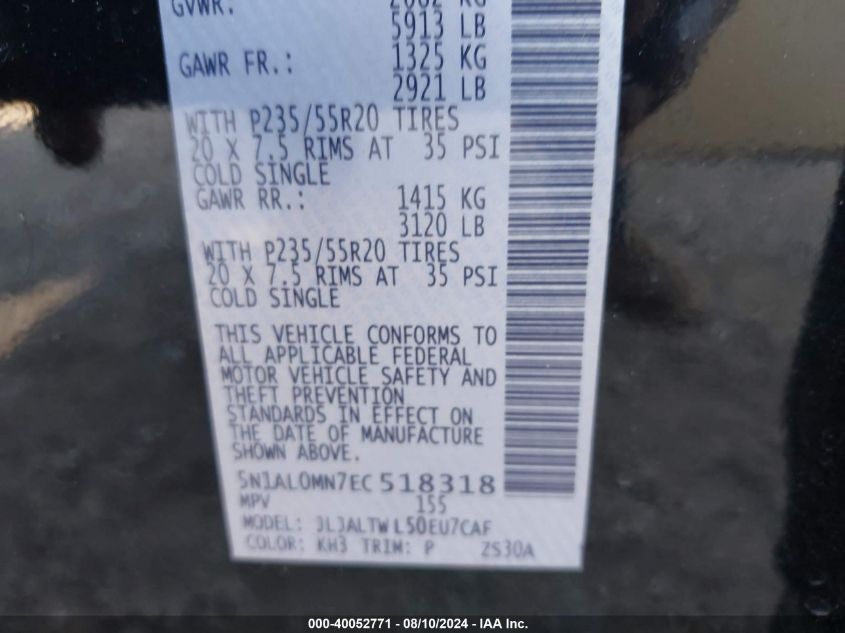 GVWR: 2682 KG
5913 LB
GAWR FR.: 1325 KG
2921 LB
WITH P235/55R20 TIRES
20 X 7.5 RIMS AT 35 PSI
COLD SINGLE
GAWR RR.: 1415 KG
3120 LB
WITH P235/55R20 TIRES
20 X 7.5 RIMS AT 35 PSI
COLD SINGLE
THIS VEHICLE CONFORMS TO
ALL APPLICABLE FEDERAL
MOTOR VEHICLE SAFETY AND
THEFT PREVENTION
STANDARDS IN EFFECT ON
THE DATE OF MANUFACTURE
SHOWN ABOVE.
5N1AL0MN7EC518318
MPV 155
MODEL: JLJALTWL50EU7CAF
COLOR: KH3 TRIM: P ZS30A
000-40052771 - 08/10/2024 - IAA Inc.